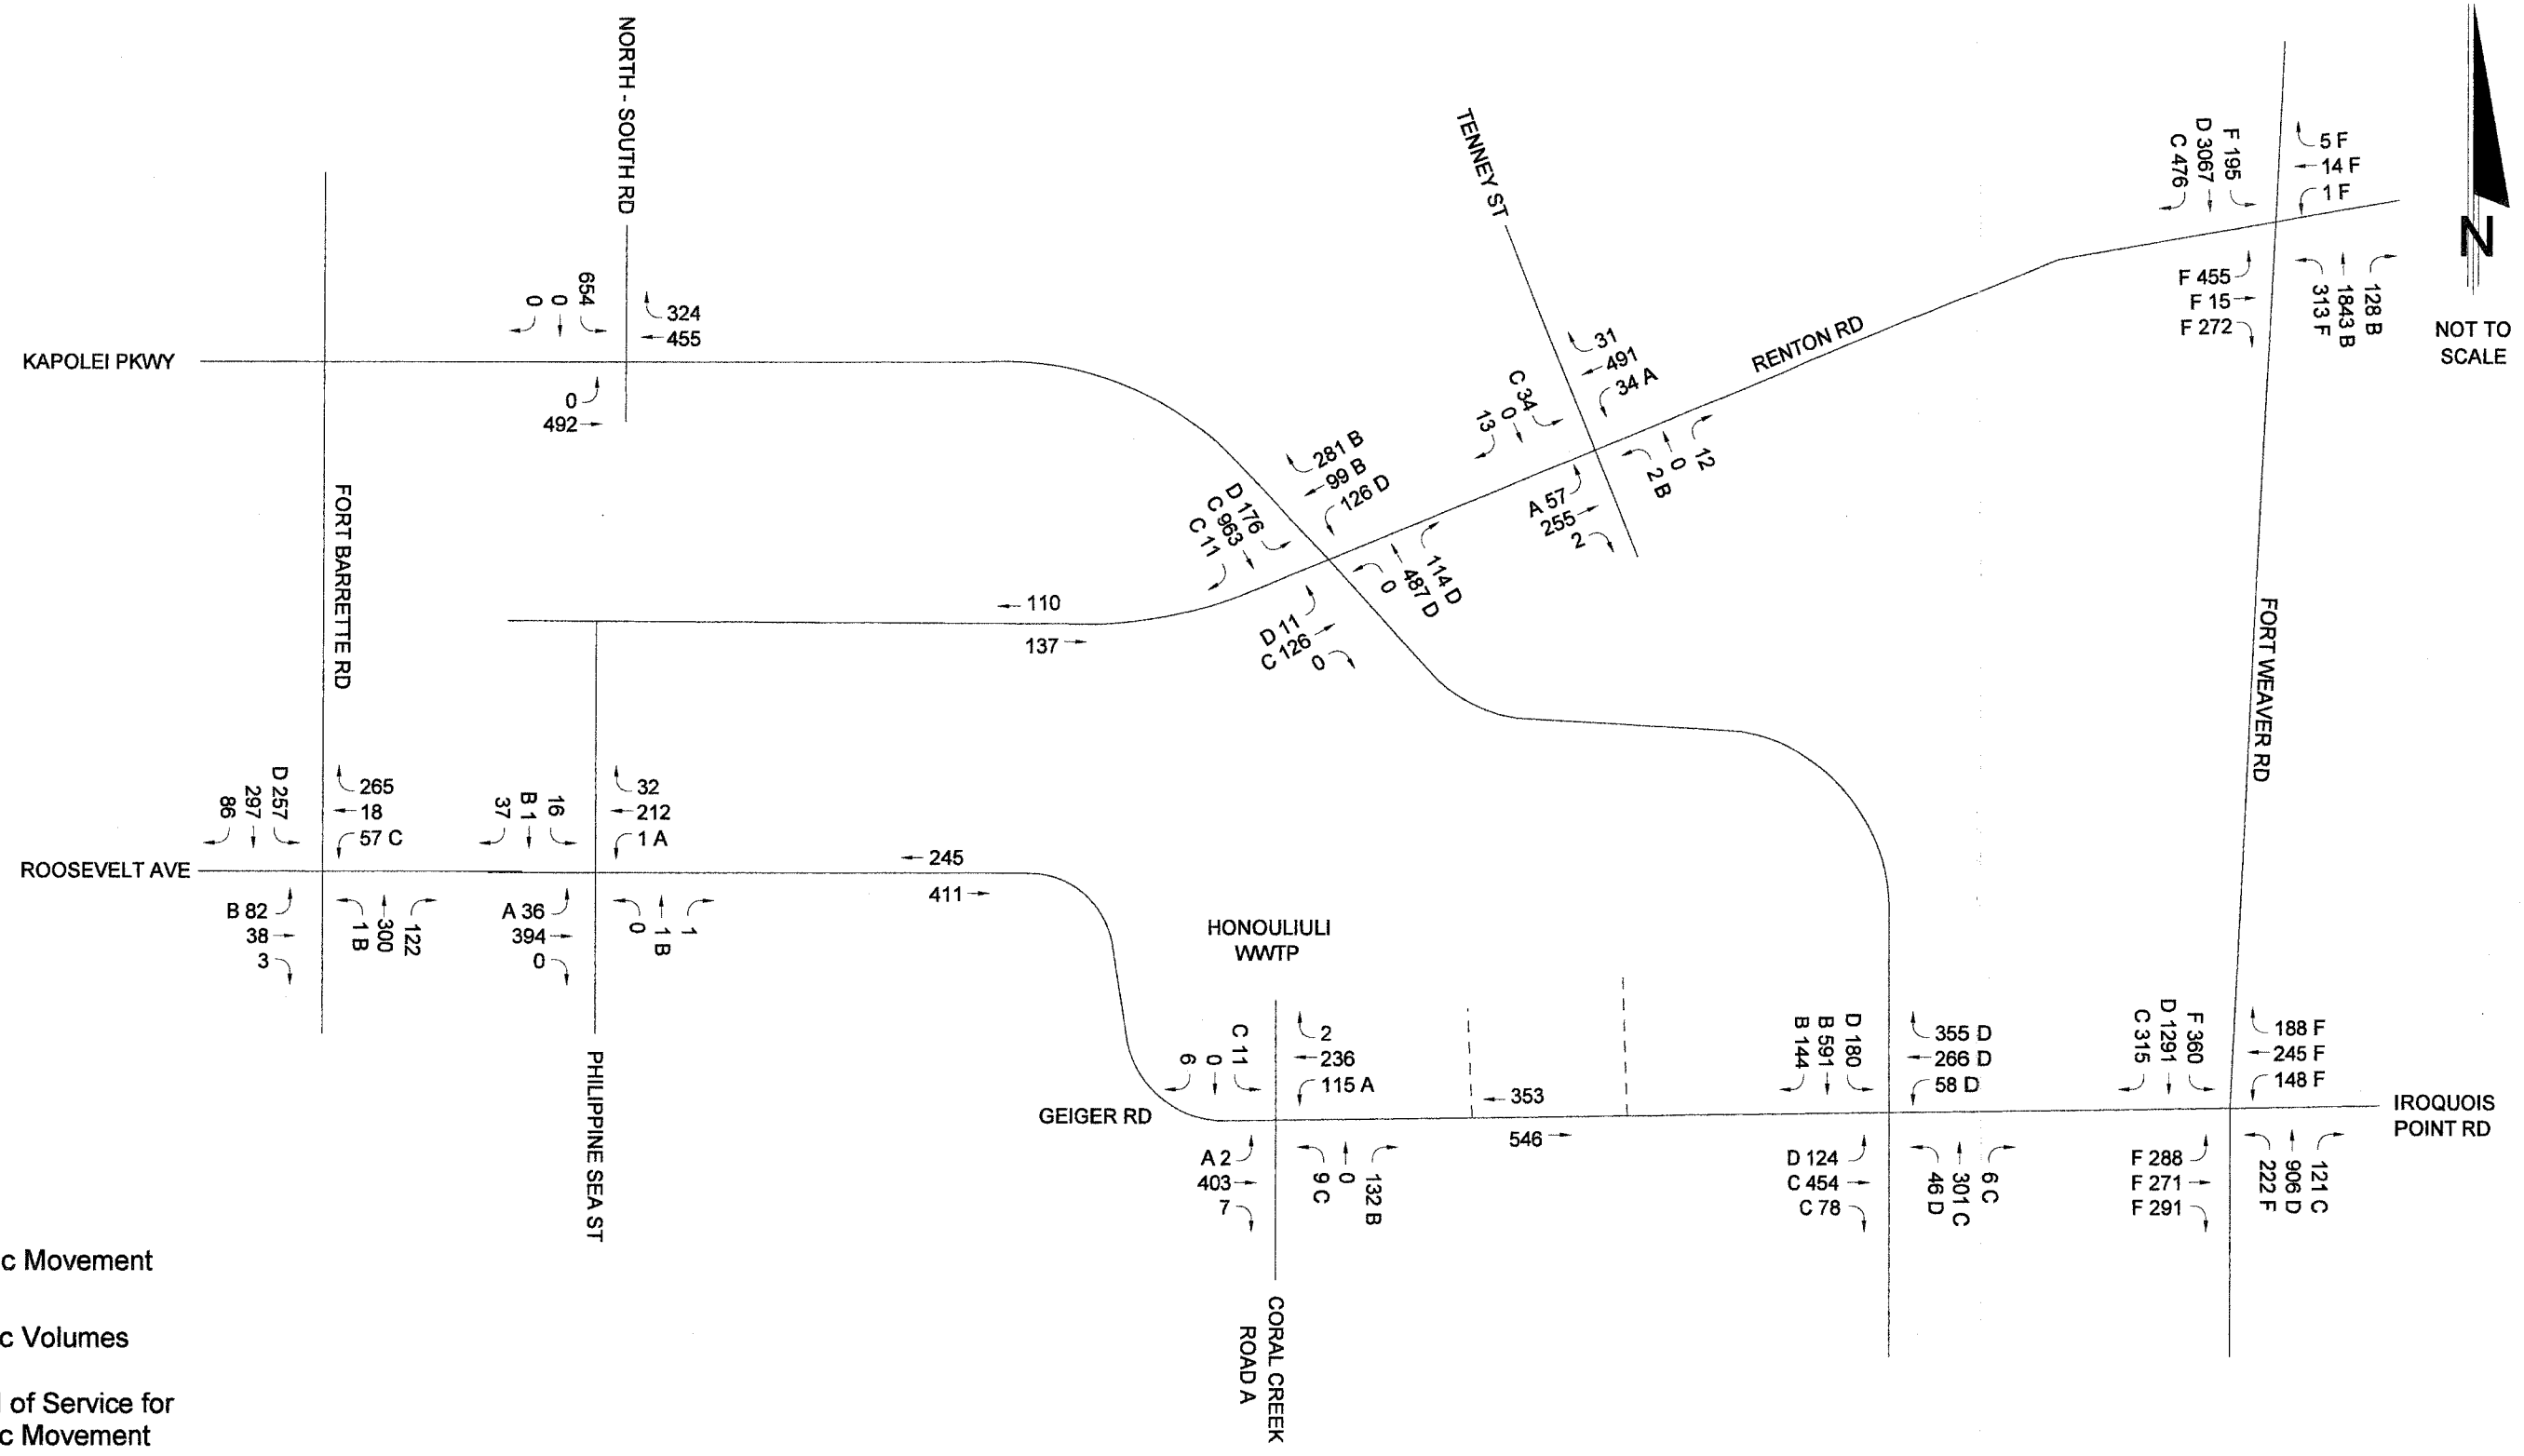 NORTH - SOUTH RD
654
0
0
324
455
KAPOLEI PKWY
0
492
TENNEY ST
C 34
0
13
31
491
34 A
RENTON RD
A 57
255
2
12
0
2 B
F 195
D 3067
C 476
5 F
14 F
1 F
F 455
F 15
F 272
128 B
1843 B
313 F
N
NOT TO
SCALE
281 B
99 B
126 D
D 176
C 963
C 11
114 D
487 D
0
D 11
C 126
0
110
137
FORT BARRETTE RD
FORT WEAVER RD
D 257
297
86
265
18
57 C
ROOSEVELT AVE
B 82
38
3
122
300
1 B
16
B 1
37
32
212
1 A
A 36
394
0
1
1 B
0
245
411
PHILIPPINE SEA ST
HONOULIULI
WWTP
C 11
0
6
2
236
115 A
GEIGER RD
A 2
403
7
132 B
0
9 C
353
546
CORAL CREEK
ROAD A
D 180
B 591
B 144
355 D
266 D
58 D
D 124
C 454
C 78
6 C
301 C
46 D
F 360
D 1291
C 315
188 F
245 F
148 F
IROQUOIS
POINT RD
F 288
F 271
F 291
121 C
906 D
222 F
c Movement
c Volumes
of Service for
c Movement